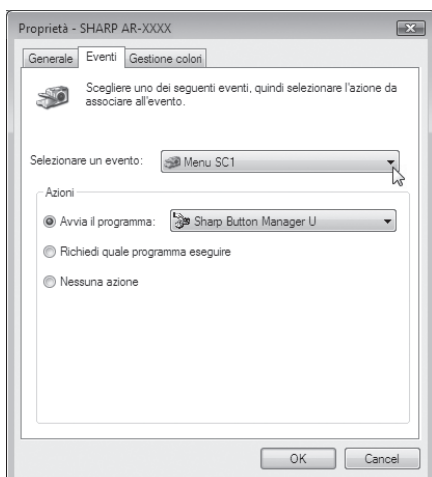 Proprietà - SHARP AR-XXXX
Generale Eventi Gestione colori
Scegliere uno dei seguenti eventi, quindi selezionare l'azione da
associare all'evento.
Selezionare un evento: Menu SC1
Azioni
Avvia il programma: Sharp Button Manager U
Richiedi quale programma eseguire
Nessuna azione
OK Cancel